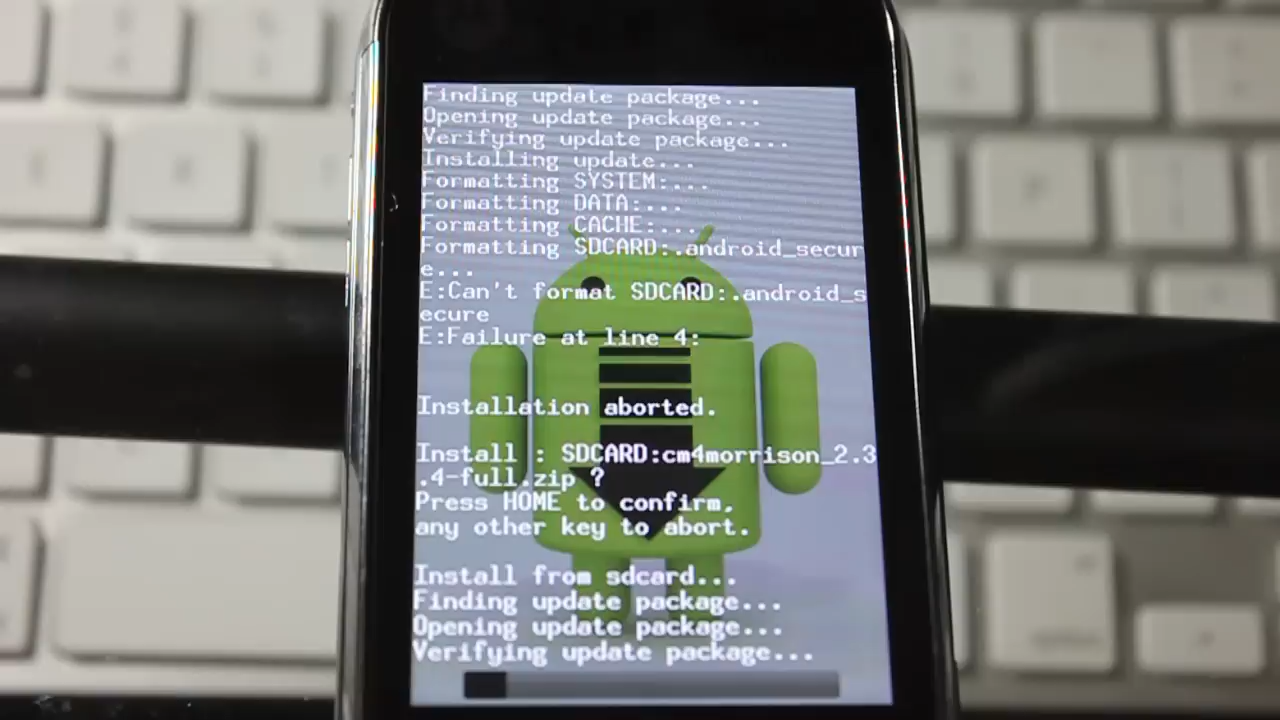 Finding update package...
Opening update package...
Verifying update package...
Installing update...
Formatting SYSTEM:...
Formatting DATA:...
Formatting CACHE:...
Formatting SDCARD:.android_secur
e...
E:Can't format SDCARD:.android_s
ecure
E:Failure at line 4:
Installation aborted.
Install : SDCARD:cm4morrison_2.3
.4-full.zip ?
Press HOME to confirm,
any other key to abort.
Install from sdcard...
Finding update package...
Opening update package...
Verifying update package...